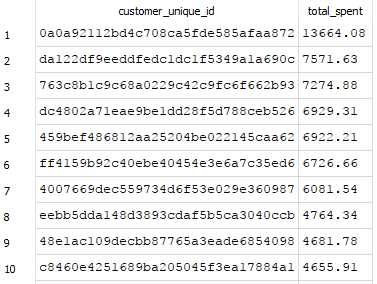 customer_unique_id total_spent
1 0a0a92112bd4c708ca5fde585afaa872 13664.08
2 da122df9eeddfedc1dc1f5349a1a690c 7571.63
3 763c8b1c9c68a0229c42c9fc6f662b93 7274.88
4 dc4802a71eae9be1dd28f5d788ceb526 6929.31
5 459bef486812aa25204be022145caa62 6922.21
6 ff4159b92c40ebe40454e3e6a7c35ed6 6726.66
7 4007669dec559734d6f53e029e360987 6081.54
8 eebb5dda148d3893cdaf5b5ca3040ccb 4764.34
9 48e1ac109decbb87765a3eade6854098 4681.78
10 c8460e4251689ba205045f3ea17884a1 4655.91